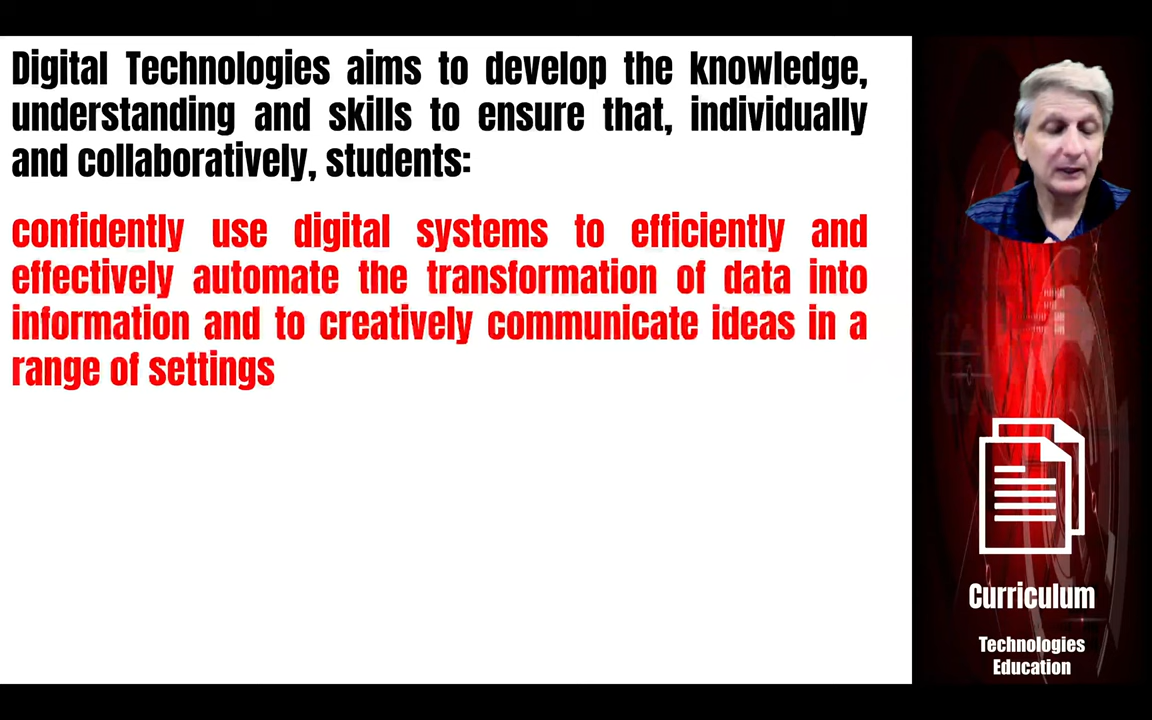 Digital Technologies aims to develop the knowledge,
understanding and skills to ensure that, individually
and collaboratively, students:
confidently use digital systems to efficiently and
effectively automate the transformation of data into
information and to creatively communicate ideas in a
range of settings
Curriculum
Technologies
Education